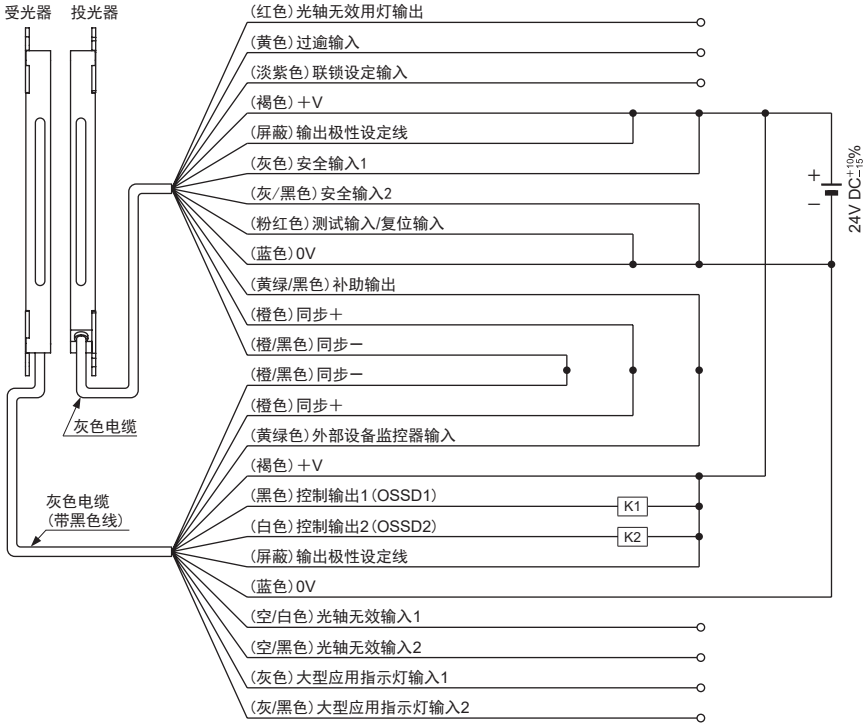 受光器 投光器
(红色)光轴无效用灯输出
(黄色)过逾输入
(淡紫色)联锁设定输入
(褐色)+V
(屏蔽)输出极性设定线
(灰色)安全输入1
(灰/黑色)安全输入2
(粉红色)测试输入/复位输入
(蓝色)0V
(黄绿/黑色)补助输出
(橙色)同步+
(橙/黑色)同步-
(橙/黑色)同步-
(橙色)同步+
(黄绿色)外部设备监控器输入
(褐色)+V
(黑色)控制输出1(OSSD1)
(白色)控制输出2(OSSD2)
(屏蔽)输出极性设定线
(蓝色)0V
(空/白色)光轴无效输入1
(空/黑色)光轴无效输入2
(灰色)大型应用指示灯输入1
(灰/黑色)大型应用指示灯输入2
灰色电缆
灰色电缆
(带黑色线)
K1
K2
+
-
24V DC +10 -15 %